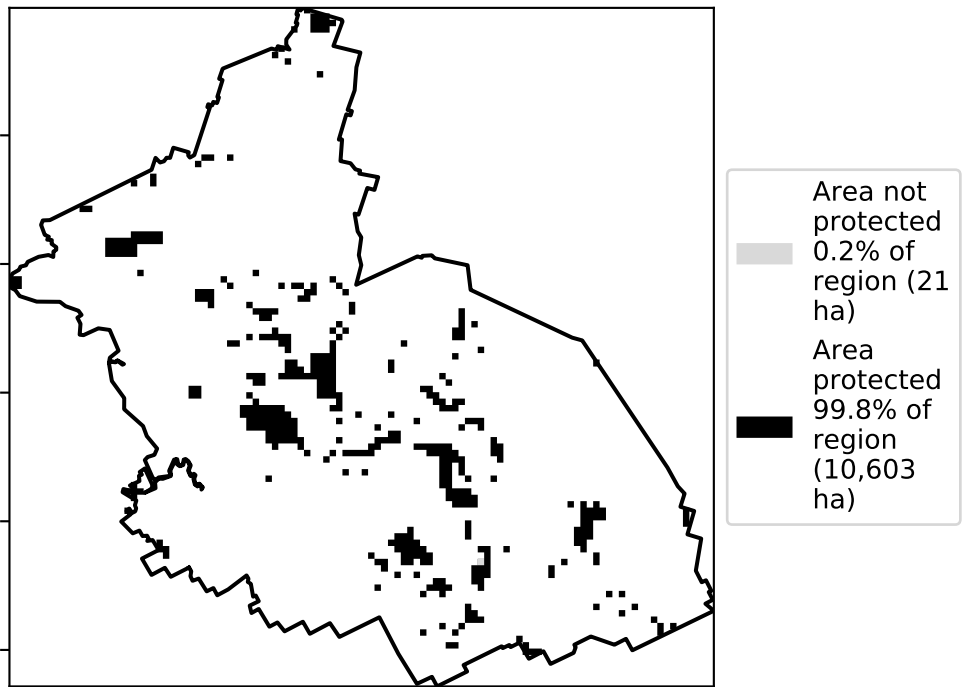 Area not
protected
0.2% of
region (21
ha)
Area
protected
99.8% of
region
(10,603
ha)